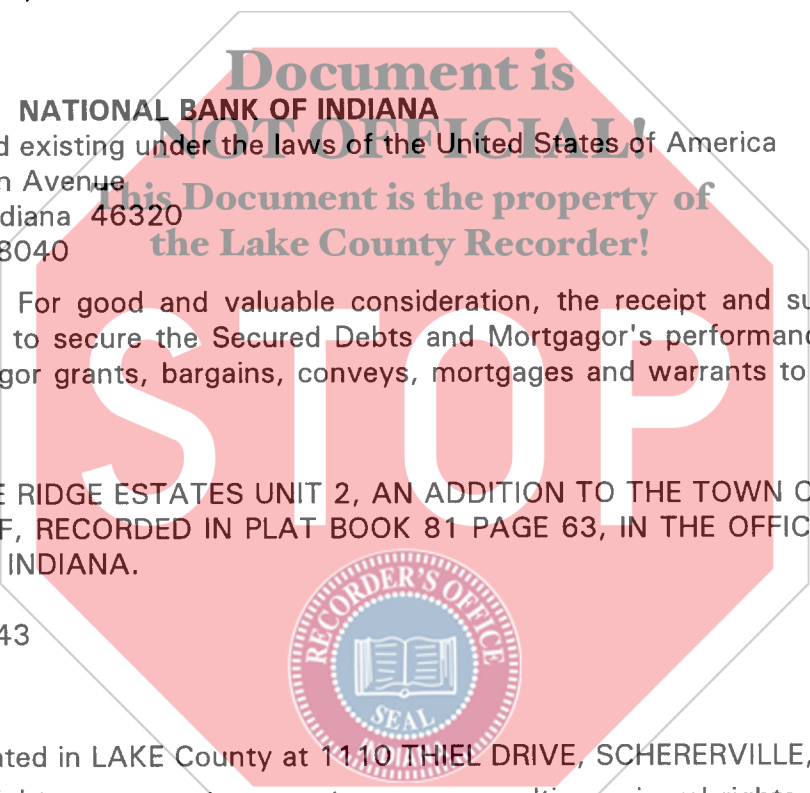 Document is
NATIONAL BANK OF INDIANA
NOT OFFICIAL!
d existing under the laws of the United States of America
n Avenue
This Document is the property of
diana 46320
the Lake County Recorder!
8040
For good and valuable consideration, the receipt and su
to secure the Secured Debts and Mortgagor's performanc
gor grants, bargains, conveys, mortgages and warrants to
STOP
E RIDGE ESTATES UNIT 2, AN ADDITION TO THE TOWN O
F, RECORDED IN PLAT BOOK 81 PAGE 63, IN THE OFFIC
INDIANA.
RECORDER'S OFFICE
43
SEAL
ated in LAKE County at 1110 THIEL DRIVE, SCHERERVILLE,